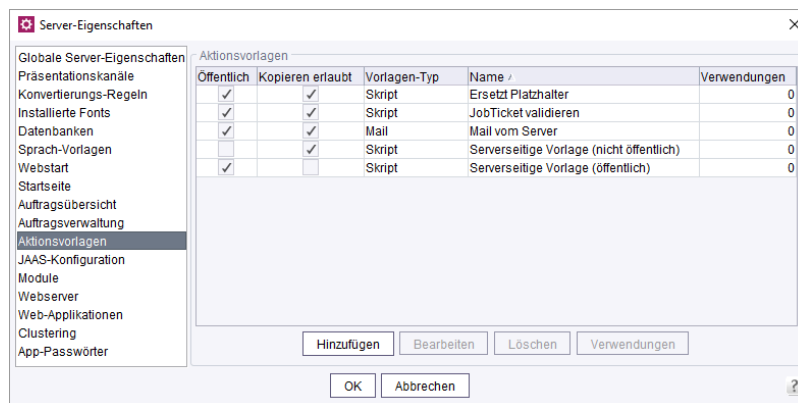 Server-Eigenschaften
Globale Server-Eigenschaften
Präsentationskanäle
Konvertierungs-Regeln
Installierte Fonts
Datenbanken
Sprach-Vorlagen
Webstart
Startseite
Auftragsübersicht
Auftragsverwaltung
Aktionsvorlagen
JAAS-Konfiguration
Module
Webserver
Web-Applikationen
Clustering
App-Passwörter
Aktionsvorlagen
Öffentlich Kopieren erlaubt Vorlagen-Typ Name Verwendungen
Skript Ersetzt Platzhalter 0
Skript JobTicket validieren 0
Mail Mail vom Server 0
Skript Serverseitige Vorlage (nicht öffentlich) 0
Skript Serverseitige Vorlage (öffentlich) 0
Hinzufügen Bearbeiten Löschen Verwendungen
OK Abbrechen ?